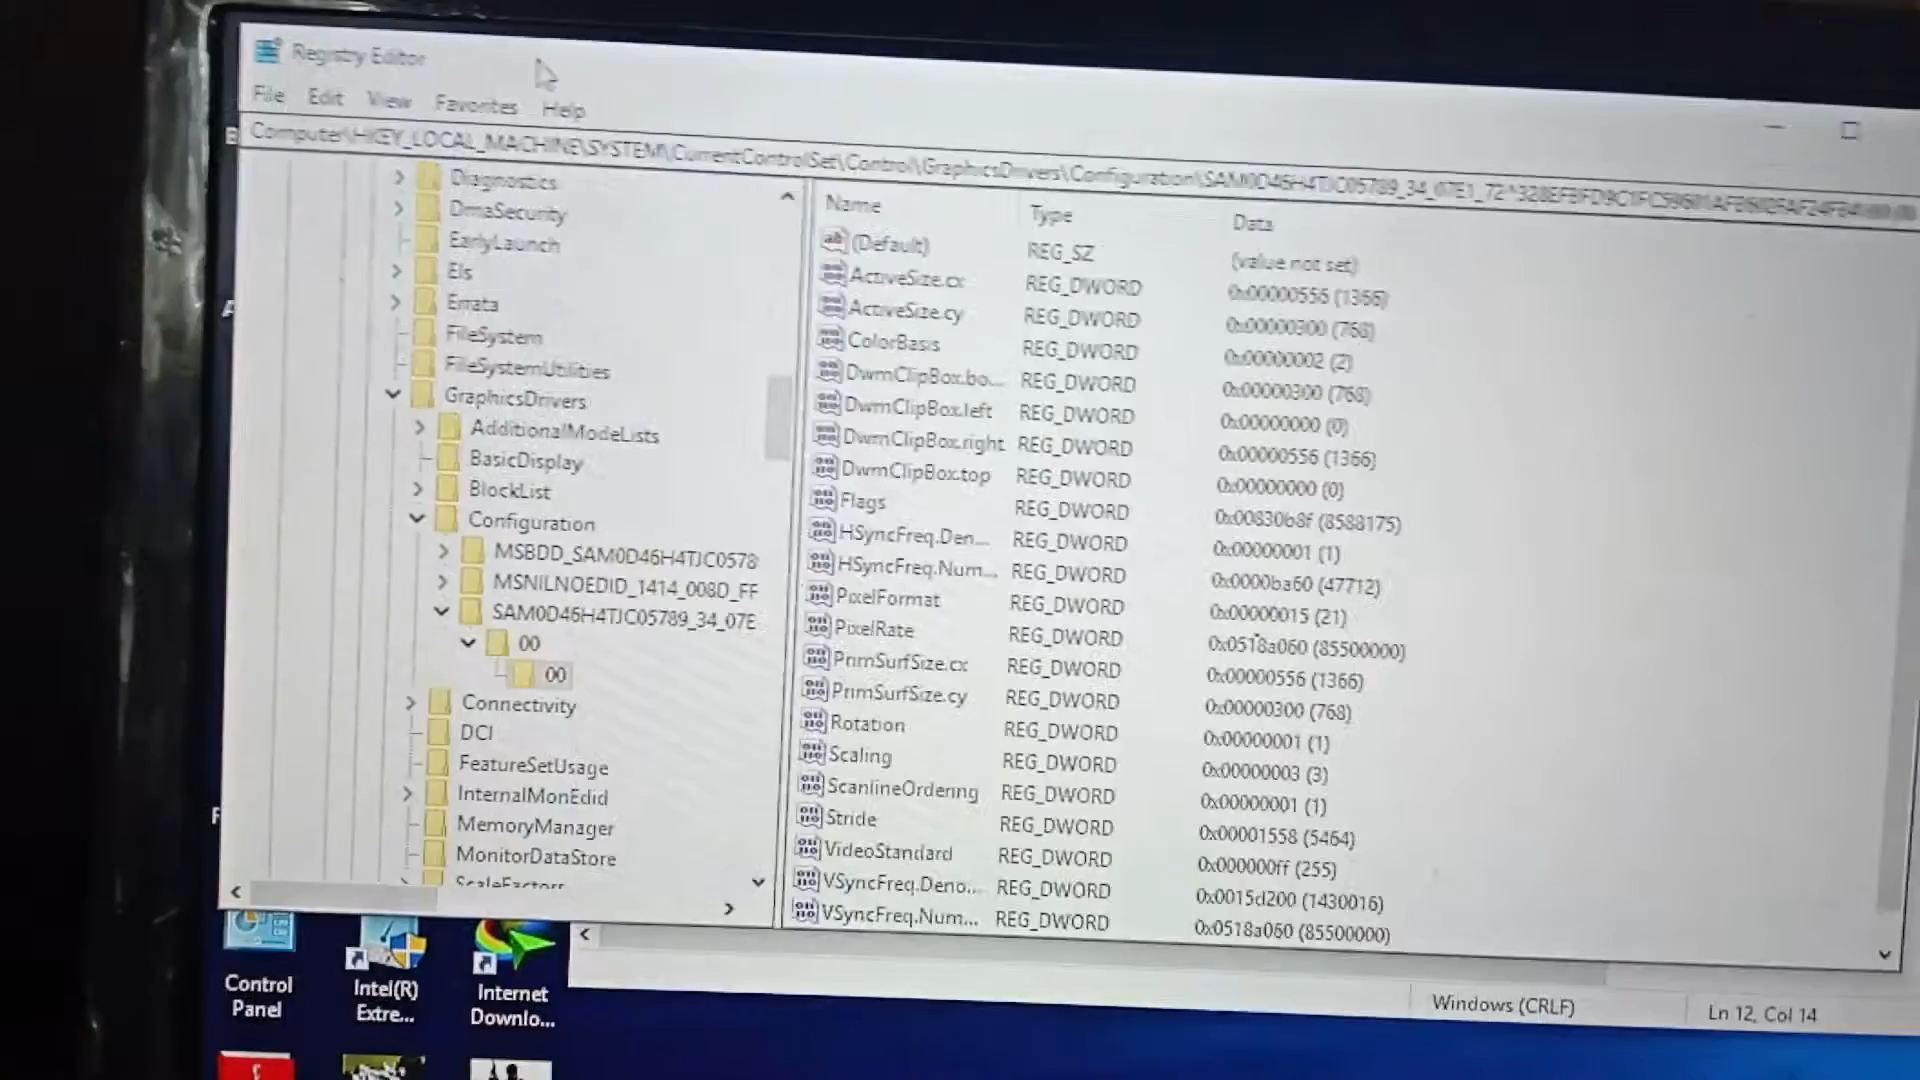 Registry Editor
File Edit View Favorites Help
Computer\HKEY_LOCAL_MACHINE\SYSTEM\CurrentControlSet\Control\GraphicsDrivers\Configuration\SAM0D46H4TJC05789_34_07E1_72^
Diagnostics
DmaSecurity
EarlyLaunch
Els
Errata
FileSystem
FileSystemUtilities
GraphicsDrivers
AdditionalModeLists
BasicDisplay
BlockList
Configuration
MSBDD_SAM0D46H4TJC0578
MSNILNOEDID_1414_008D_FF
SAM0D46H4TJC05789_34_07E
00
00
Connectivity
DCI
FeatureSetUsage
InternalMonEdid
MemoryManager
MonitorDataStore
ScaleFactors
Name Type Data
(Default) REG_SZ (value not set)
ActiveSize.cx REG_DWORD 0x00000556 (1366)
ActiveSize.cy REG_DWORD 0x00000300 (768)
ColorBasis REG_DWORD 0x00000002 (2)
DwmClipBox.bo... REG_DWORD 0x00000300 (768)
DwmClipBox.left REG_DWORD 0x00000000 (0)
DwmClipBox.right REG_DWORD 0x00000556 (1366)
DwmClipBox.top REG_DWORD 0x00000000 (0)
Flags REG_DWORD 0x00830b8f (8588175)
HSyncFreq.Den... REG_DWORD 0x00000001 (1)
HSyncFreq.Num... REG_DWORD 0x0000ba60 (47712)
PixelFormat REG_DWORD 0x00000015 (21)
PixelRate REG_DWORD 0x0518a060 (85500000)
PrimSurfSize.cx REG_DWORD 0x00000556 (1366)
PrimSurfSize.cy REG_DWORD 0x00000300 (768)
Rotation REG_DWORD 0x00000001 (1)
Scaling REG_DWORD 0x00000003 (3)
ScanlineOrdering REG_DWORD 0x00000001 (1)
Stride REG_DWORD 0x00001558 (5464)
VideoStandard REG_DWORD 0x000000ff (255)
VSyncFreq.Deno... REG_DWORD 0x0015d200 (1430016)
VSyncFreq.Num... REG_DWORD 0x0518a060 (85500000)
Control
Panel
Intel(R)
Extre...
Internet
Downlo...
Windows (CRLF) Ln 12, Col 14